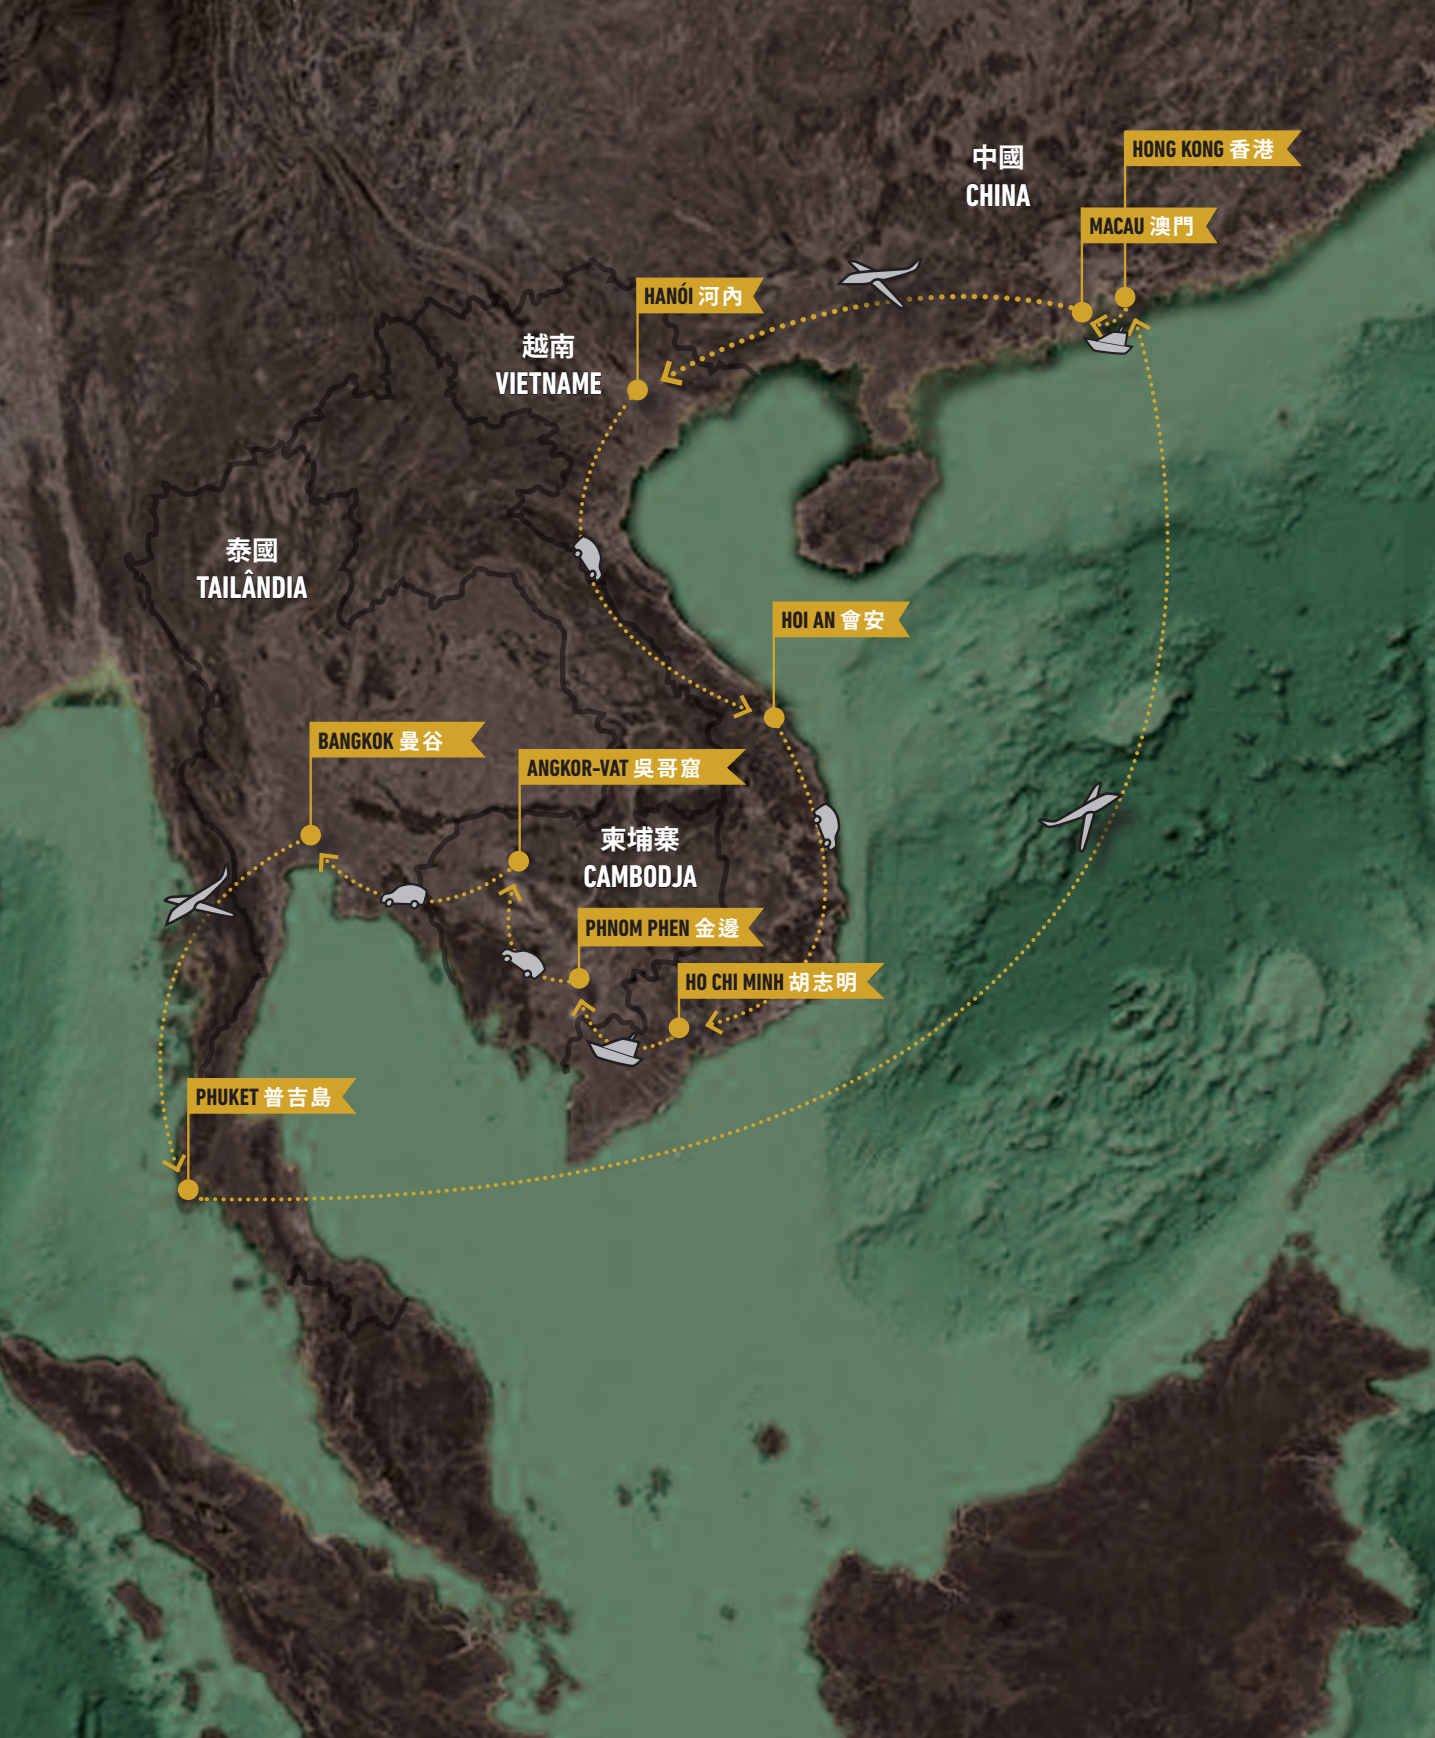 HONG KONG 香港
中國
CHINA
MACAU 澳門
HANÓI 河內
越南
VIETNAME
泰國
TAILÂNDIA
HOI AN 會安
BANGKOK 曼谷
ANGKOR-VAT 吳哥窟
柬埔寨
CAMBODJA
PHNOM PHEN 金邊
HO CHI MINH 胡志明
PHUKET 普吉島